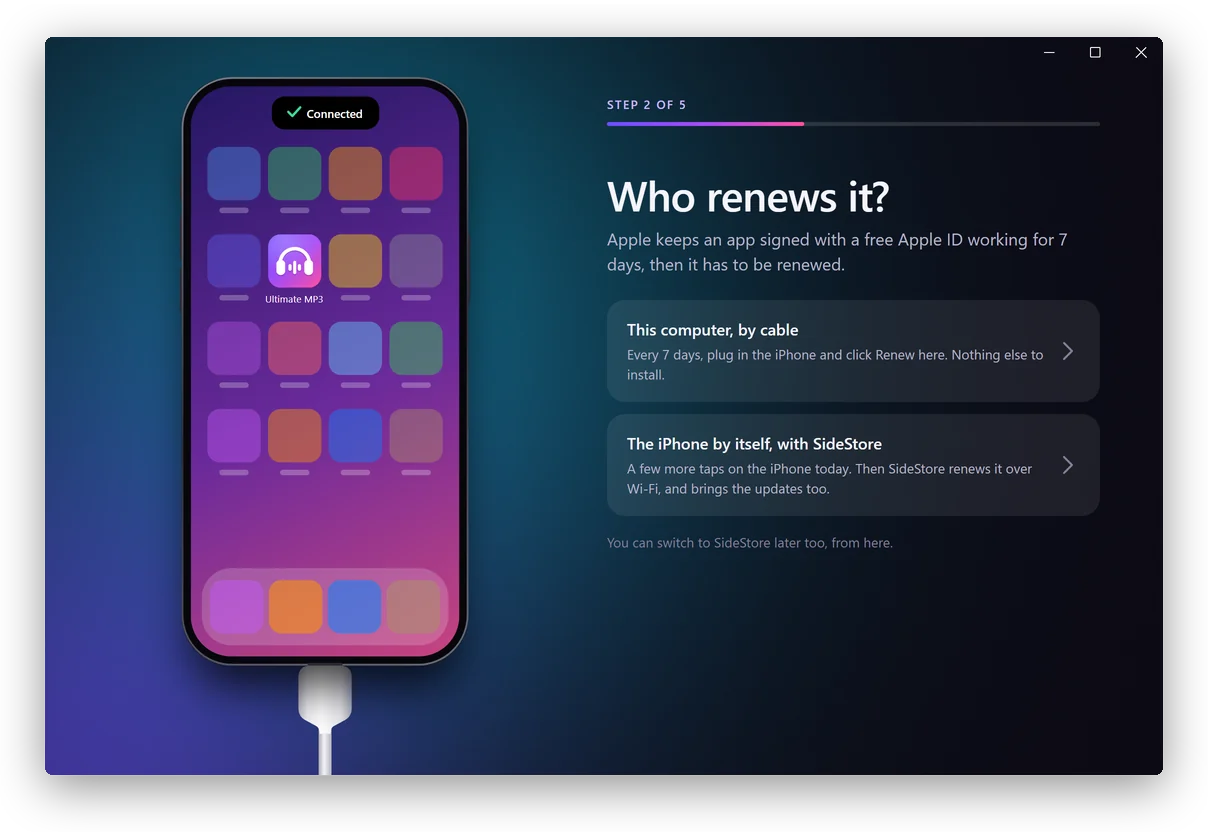 Connected
Ultimate MP3
STEP 2 OF 5
Who renews it?
Apple keeps an app signed with a free Apple ID working for 7
days, then it has to be renewed.
This computer, by cable
Every 7 days, plug in the iPhone and click Renew here. Nothing else to
install.
The iPhone by itself, with SideStore
A few more taps on the iPhone today. Then SideStore renews it over
Wi-Fi, and brings the updates too.
You can switch to SideStore later too, from here.